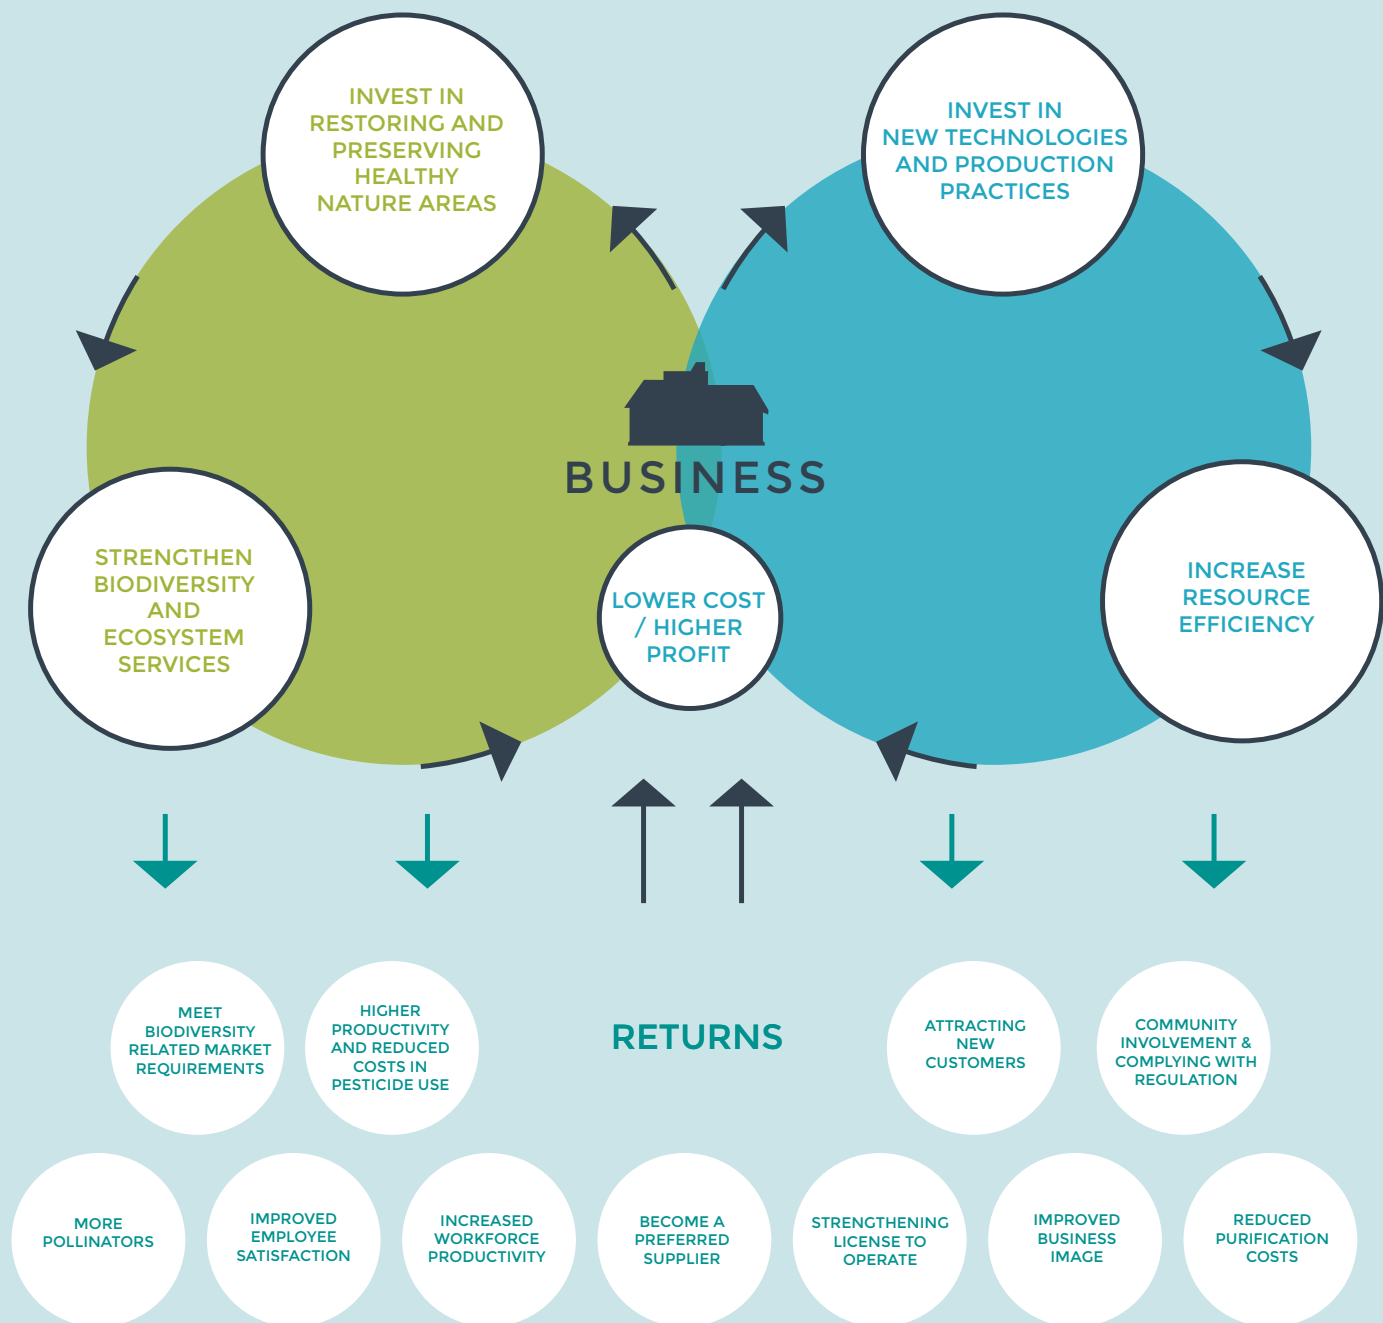 INVEST IN
RESTORING AND
PRESERVING
HEALTHY
NATURE AREAS
INVEST IN
NEW TECHNOLOGIES
AND PRODUCTION
PRACTICES
BUSINESS
STRENGTHEN
BIODIVERSITY
AND
ECOSYSTEM
SERVICES
LOWER COST
/ HIGHER
PROFIT
INCREASE
RESOURCE
EFFICIENCY
MEET
BIODIVERSITY
RELATED MARKET
REQUIREMENTS
HIGHER
PRODUCTIVITY
AND REDUCED
COSTS IN
PESTICIDE USE
RETURNS
ATTRACTING
NEW
CUSTOMERS
COMMUNITY
INVOLVEMENT &
COMPLYING WITH
REGULATION
MORE
POLLINATORS
IMPROVED
EMPLOYEE
SATISFACTION
INCREASED
WORKFORCE
PRODUCTIVITY
BECOME A
PREFERRED
SUPPLIER
STRENGTHENING
LICENSE TO
OPERATE
IMPROVED
BUSINESS
IMAGE
REDUCED
PURIFICATION
COSTS